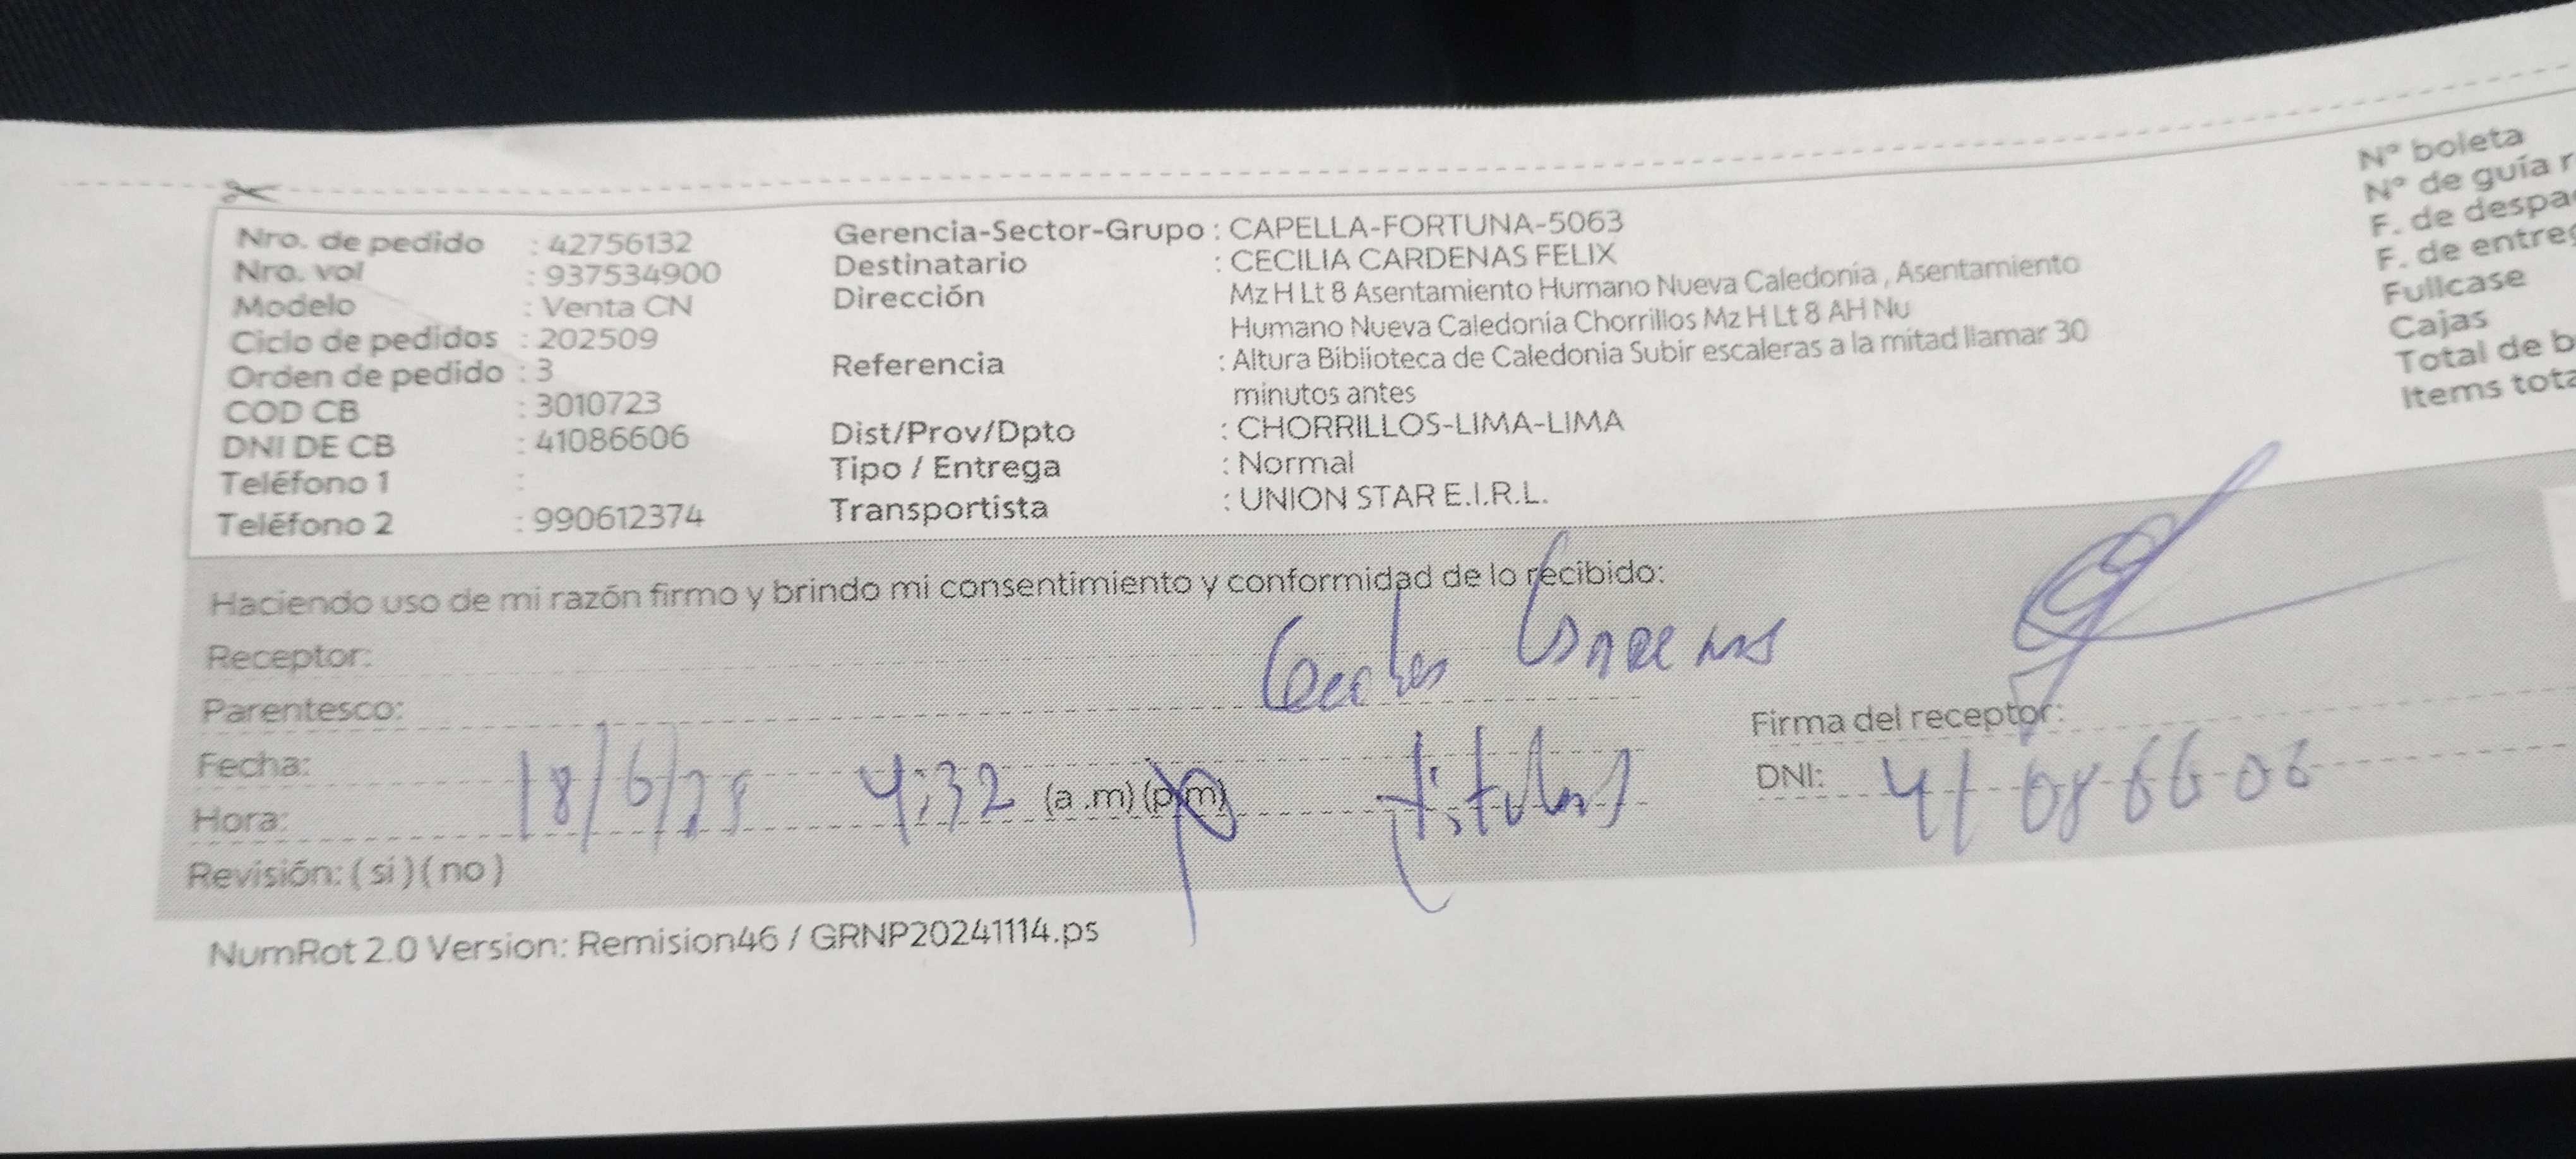 Nro. de pedido : 42756132
Nro. vol : 937534900
Modelo : Venta CN
Ciclo de pedidos : 202509
Orden de pedido : 3
COD CB : 3010723
DNI DE CB : 41086606
Teléfono 1 :
Teléfono 2 : 990612374
Gerencia-Sector-Grupo : CAPELLA-FORTUNA-5063
Destinatario : CECILIA CARDENAS FELIX
Dirección Mz H Lt 8 Asentamiento Humano Nueva Caledonia , Asentamiento
Humano Nueva Caledonia Chorrillos Mz H Lt 8 AH Nu
Referencia : Altura Biblioteca de Caledonia Subir escaleras a la mitad llamar 30
minutos antes
Dist/Prov/Dpto : CHORRILLOS-LIMA-LIMA
Tipo / Entrega : Normal
Transportista : UNION STAR E.I.R.L.
N° boleta
N° de guía
F. de
F. de
Fullcase
Cajas
Total de
Items
Haciendo uso de mi razón firmo y brindo mi consentimiento y conformidad de lo recibido:
Receptor: 
Parentesco:
Fecha: 18/6/25
Hora: 4:32 (a .m) (p.m)
Revisión: ( si ) ( no )
Firma del receptor:
DNI: 41086606
NumRot 2.0 Version: Remision46 / GRNP20241114.ps